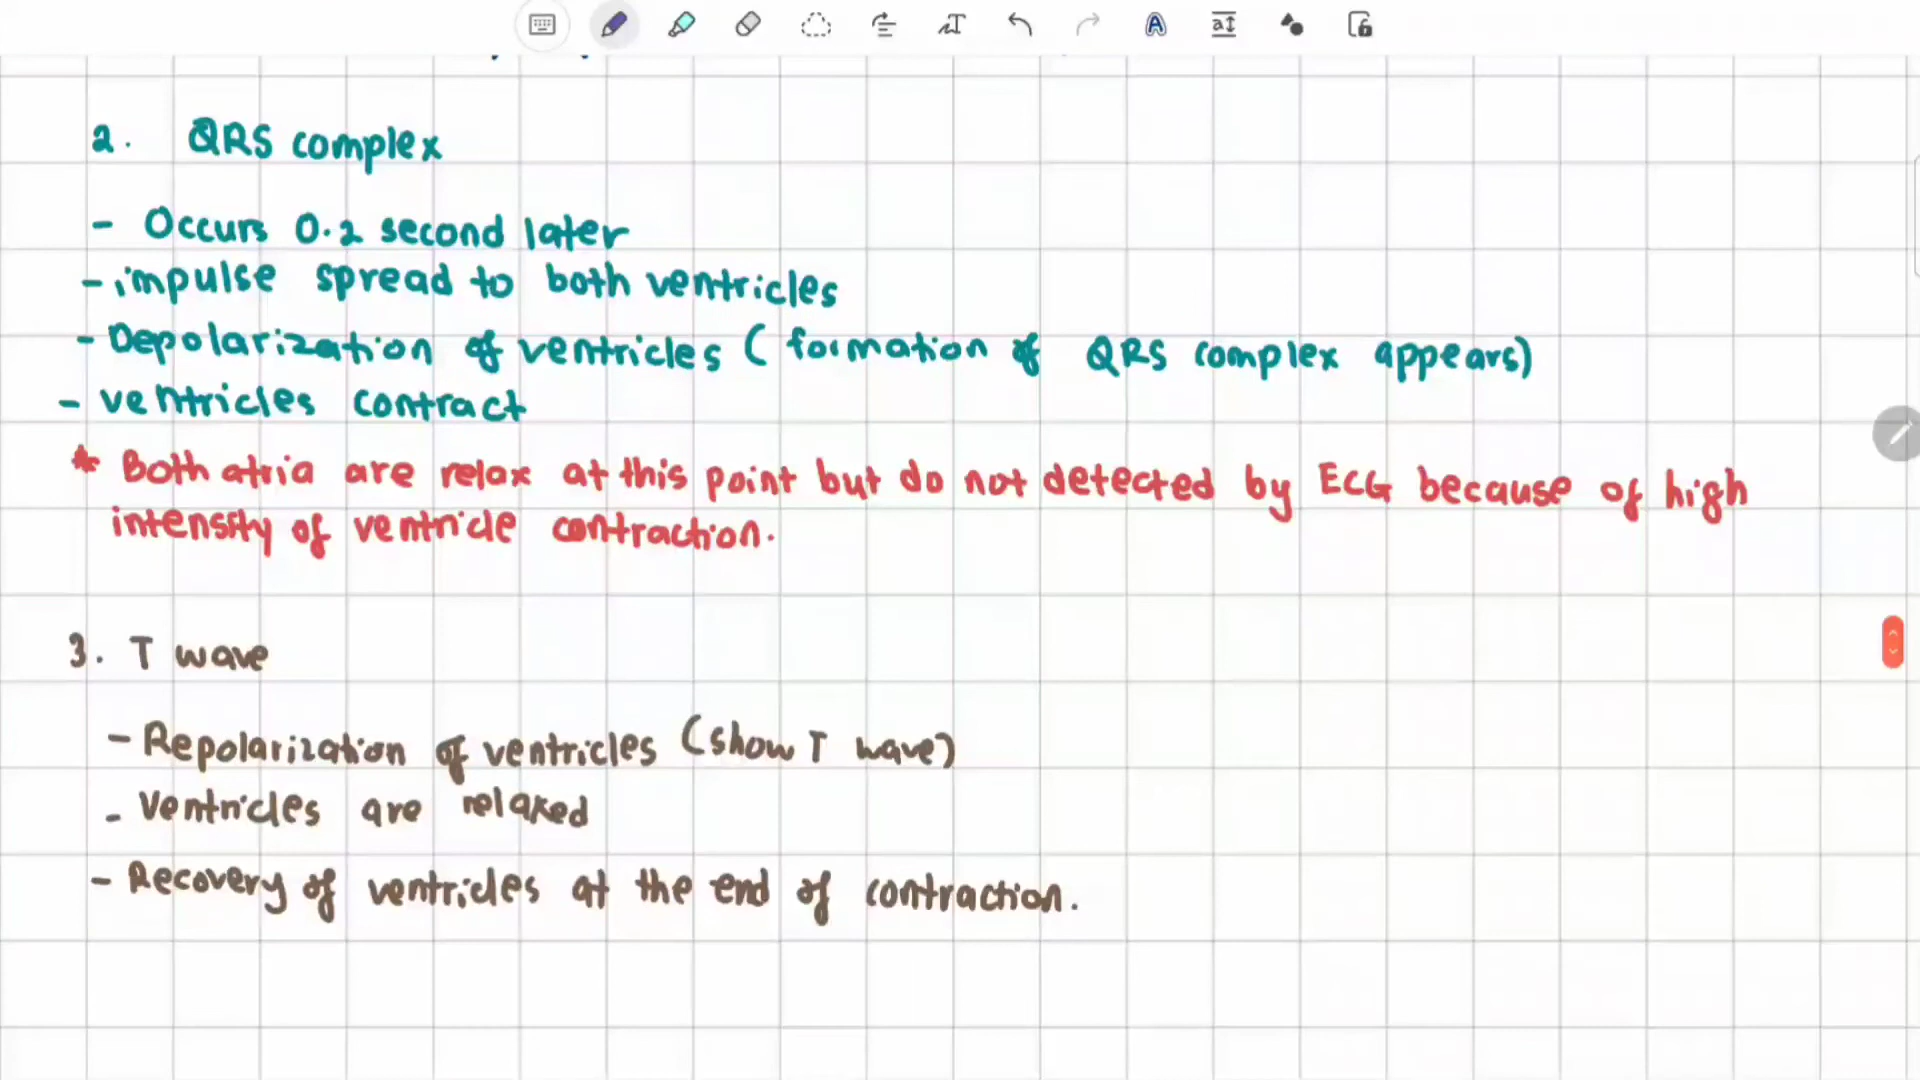 2. QRS complex
- Occurs 0.2 second later
- impulse spread to both ventricles
- Depolarization of ventricles ( formation of QRS complex appears)
- ventricles contract
* Both atria are relax at this point but do not detected by ECG because of high
intensity of ventricle contraction.
3. T wave
- Repolarization of ventricles (show T wave)
- Ventricles are relaxed
- Recovery of ventricles at the end of contraction.